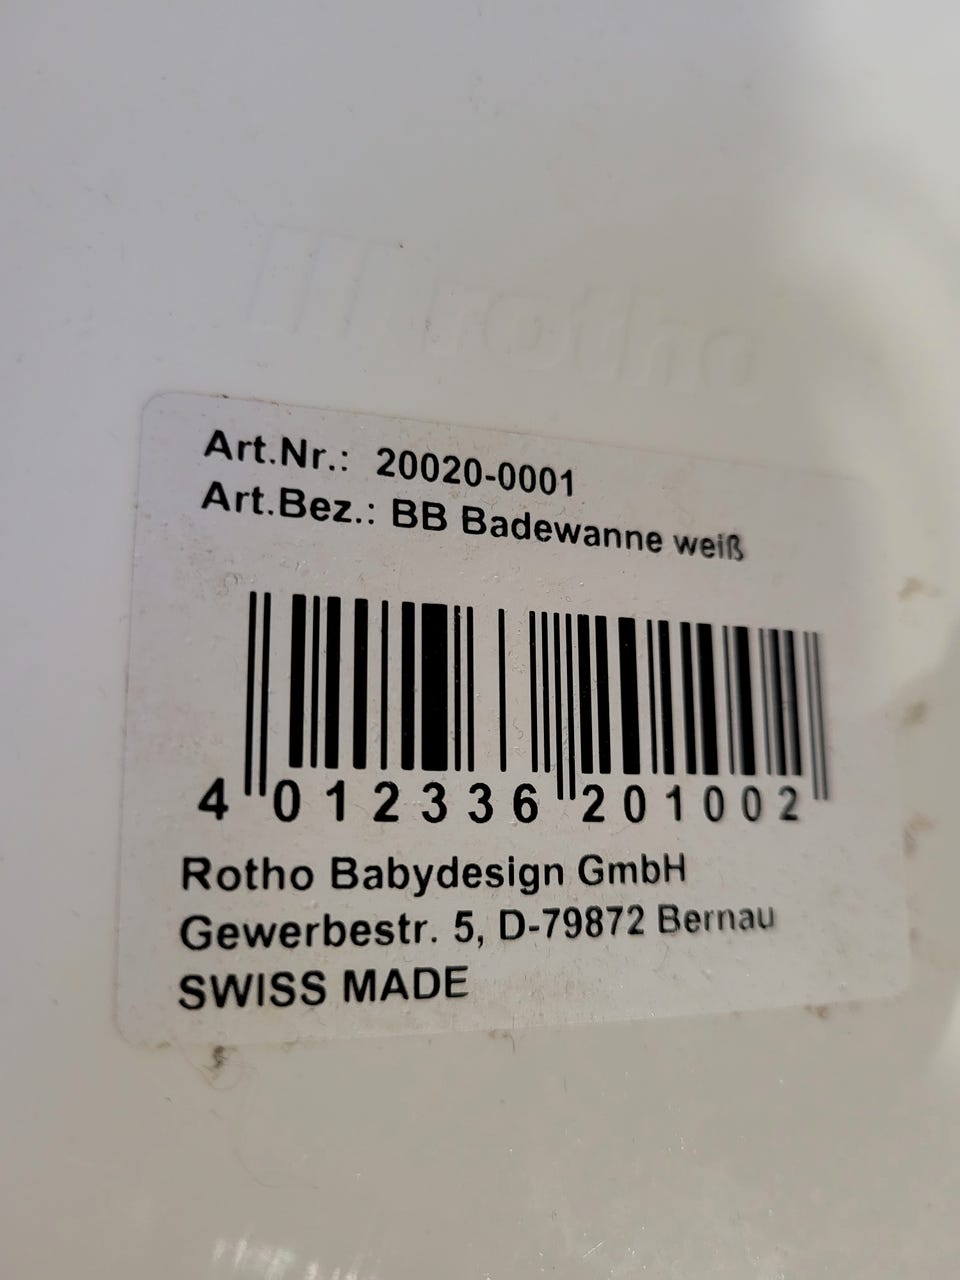 rotho
Art.Nr.: 20020-0001
Art.Bez.: BB Badewanne weiß
4 012336 201002
Rotho Babydesign GmbH
Gewerbestr. 5, D-79872 Bernau
SWISS MADE